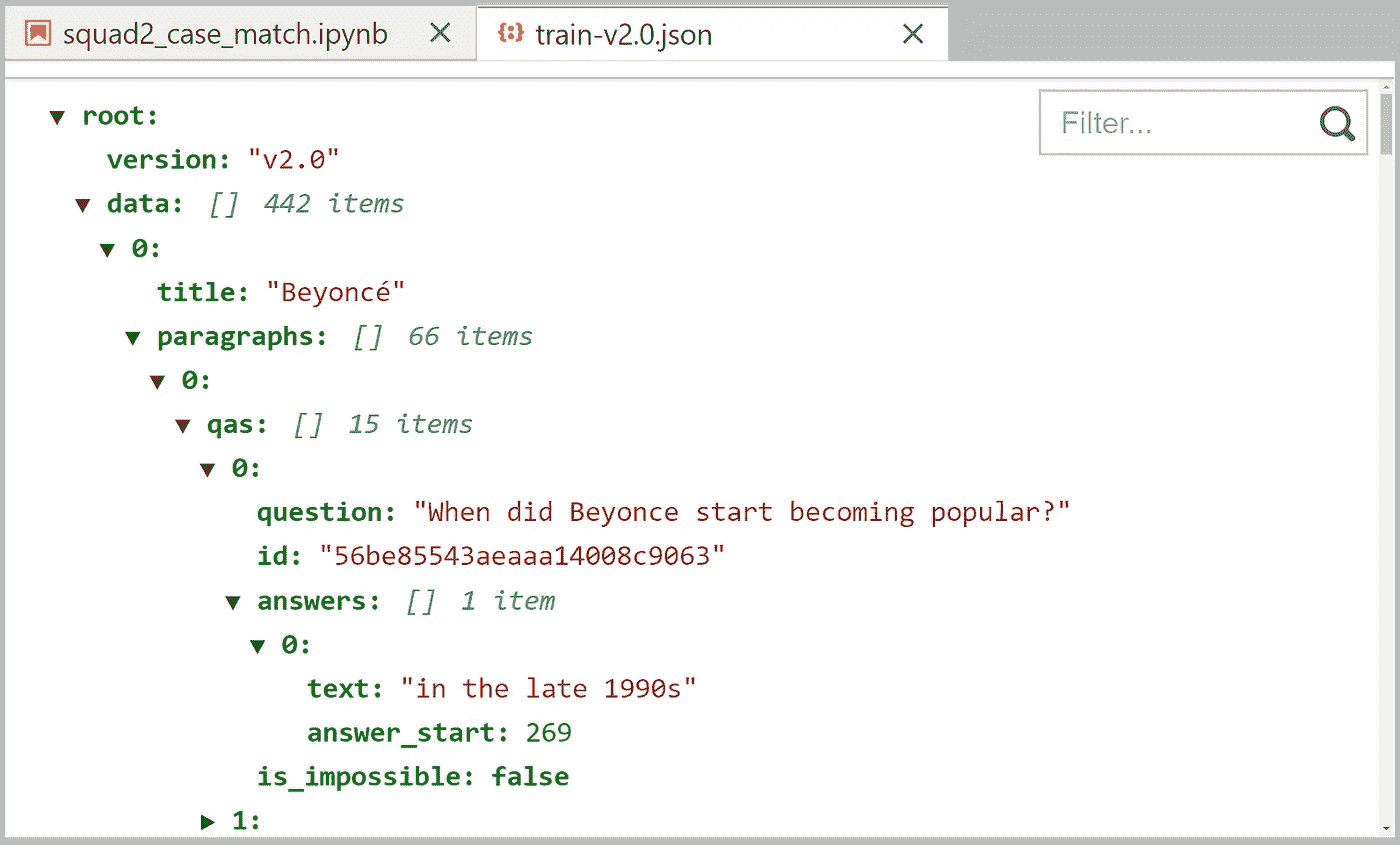 squad2_case_match.ipynb
train-v2.0.json
Filter...
root:
version: "v2.0"
data: [] 442 items
0:
title: "Beyoncé"
paragraphs: [] 66 items
0:
qas: [] 15 items
0:
question: "When did Beyonce start becoming popular?"
id: "56be85543aeaaa14008c9063"
answers: [] 1 item
0:
text: "in the late 1990s"
answer_start: 269
is_impossible: false
1: